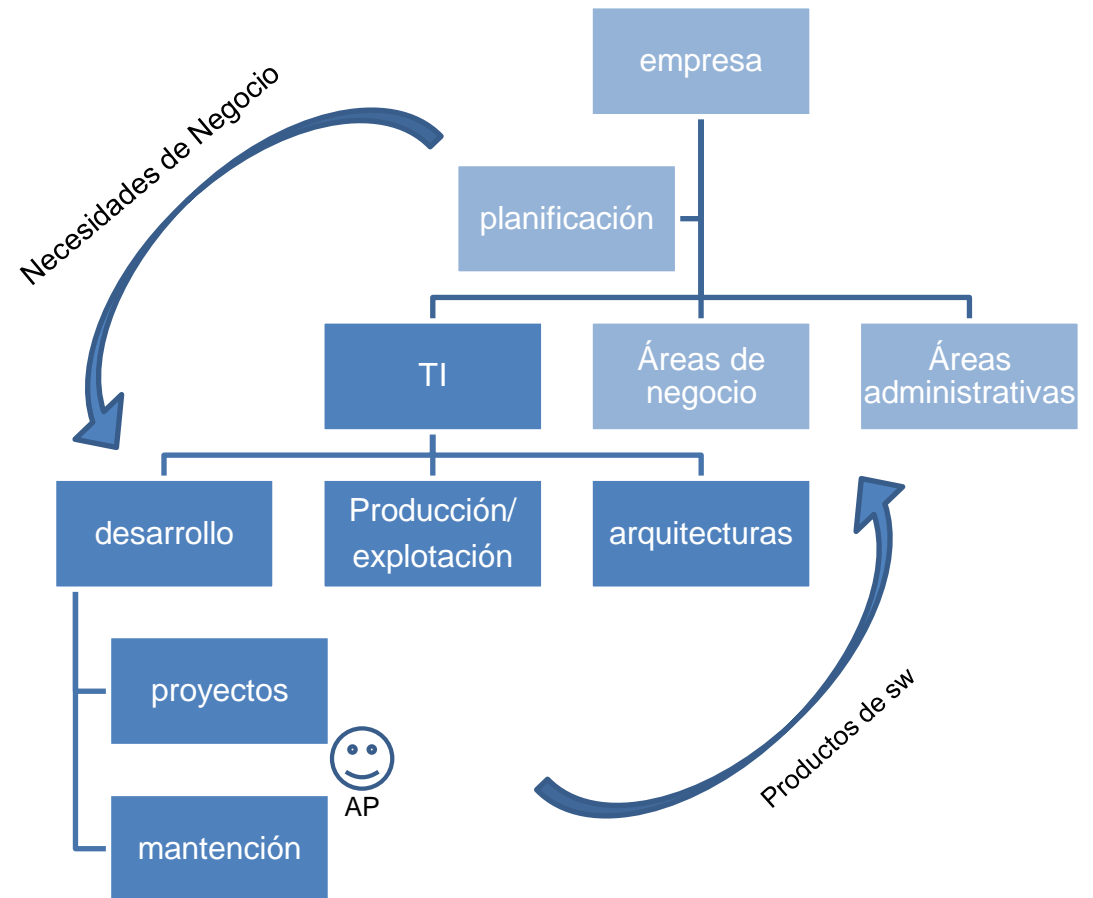 empresa
Necesidades de Negocio
planificación
TI
Áreas de
negocio
Áreas
administrativas
desarrollo
Producción/
explotación
arquitecturas
proyectos
AP
Productos de sw
mantención